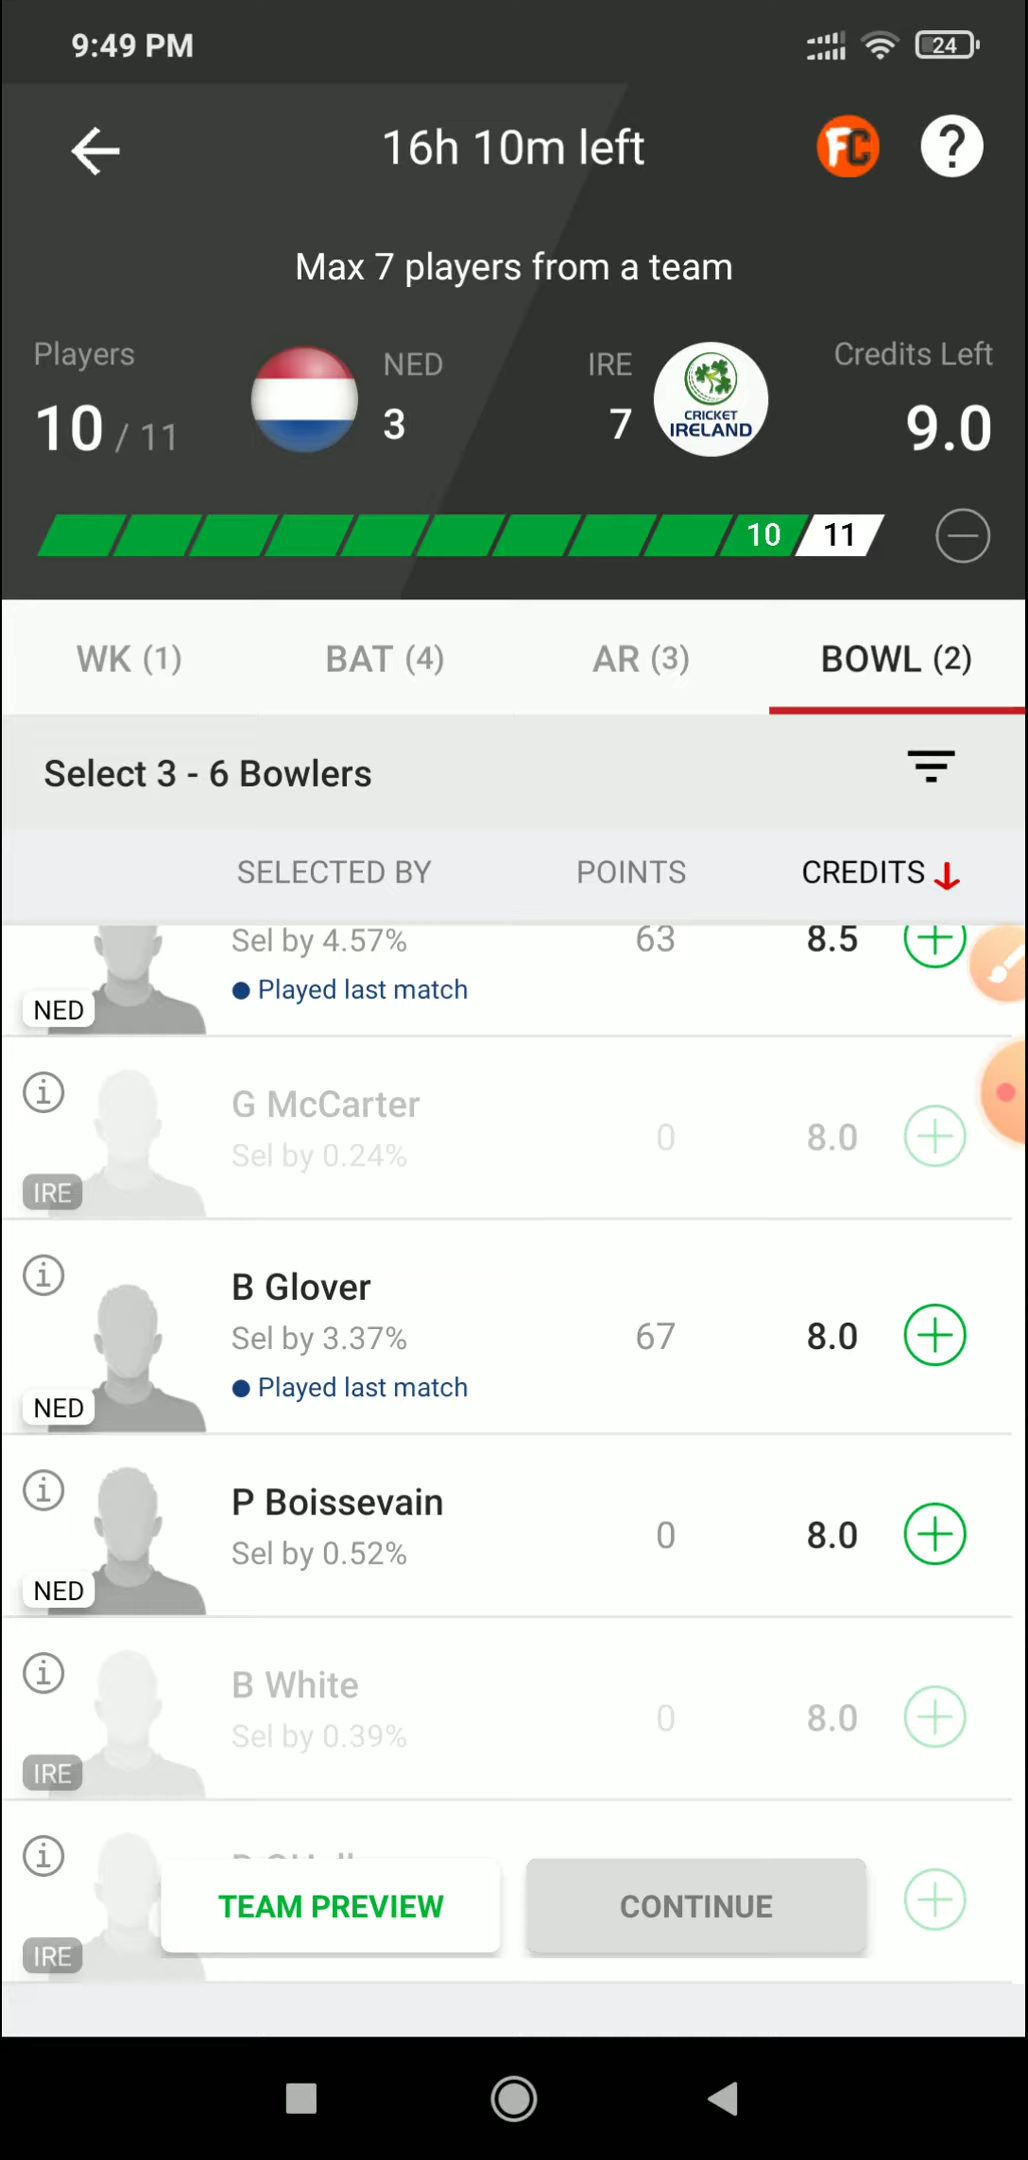 9:49 PM
24
16h 10m left
FC
?
Max 7 players from a team
Players
NED
IRE
Credits Left
10 / 11
3
7
CRICKET
IRELAND
9.0
10
11
WK (1)
BAT (4)
AR (3)
BOWL (2)
Select 3 - 6 Bowlers
SELECTED BY
POINTS
CREDITS
Sel by 4.57%
63
8.5
Played last match
NED
G McCarter
Sel by 0.24%
0
8.0
IRE
B Glover
Sel by 3.37%
67
8.0
Played last match
NED
P Boissevain
Sel by 0.52%
0
8.0
NED
B White
Sel by 0.39%
0
8.0
IRE
TEAM PREVIEW
CONTINUE
IRE